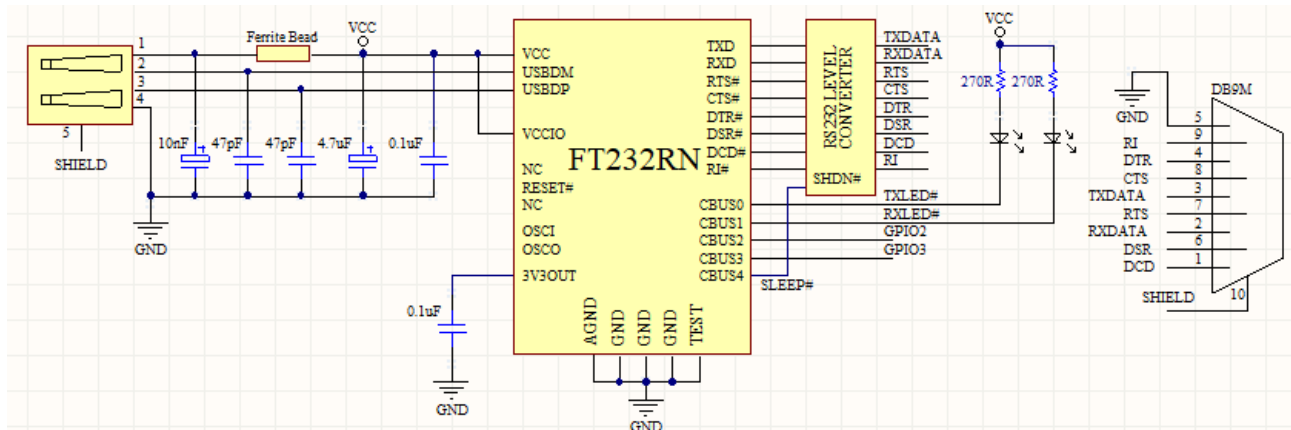 1
2
3
4
5
SHIELD
Ferrite Bead
VCC
10nF
47pF
47pF
4.7uF
0.1uF
GND
VCC
USBDM
USBDP
VCCIO
NC
RESET#
NC
OSCI
OSCO
3V3OUT
FT232RN
0.1uF
GND
AGND
GND
GND
GND
TEST
GND
TXD
RXD
RTS#
CTS#
DTR#
DSR#
DCD#
RI#
CBUS0
CBUS1
CBUS2
CBUS3
CBUS4
RS232 LEVEL
CONVERTER
SHDN#
TXDATA
RXDATA
RTS
CTS
DTR
DSR
DCD
RI
TXLED#
RXLED#
GPIO2
GPIO3
SLEEP#
VCC
270R
270R
GND
DB9M
5
9
RI
4
DTR
8
CTS
3
TXDATA
7
RTS
2
RXDATA
6
DSR
1
DCD
SHIELD
10